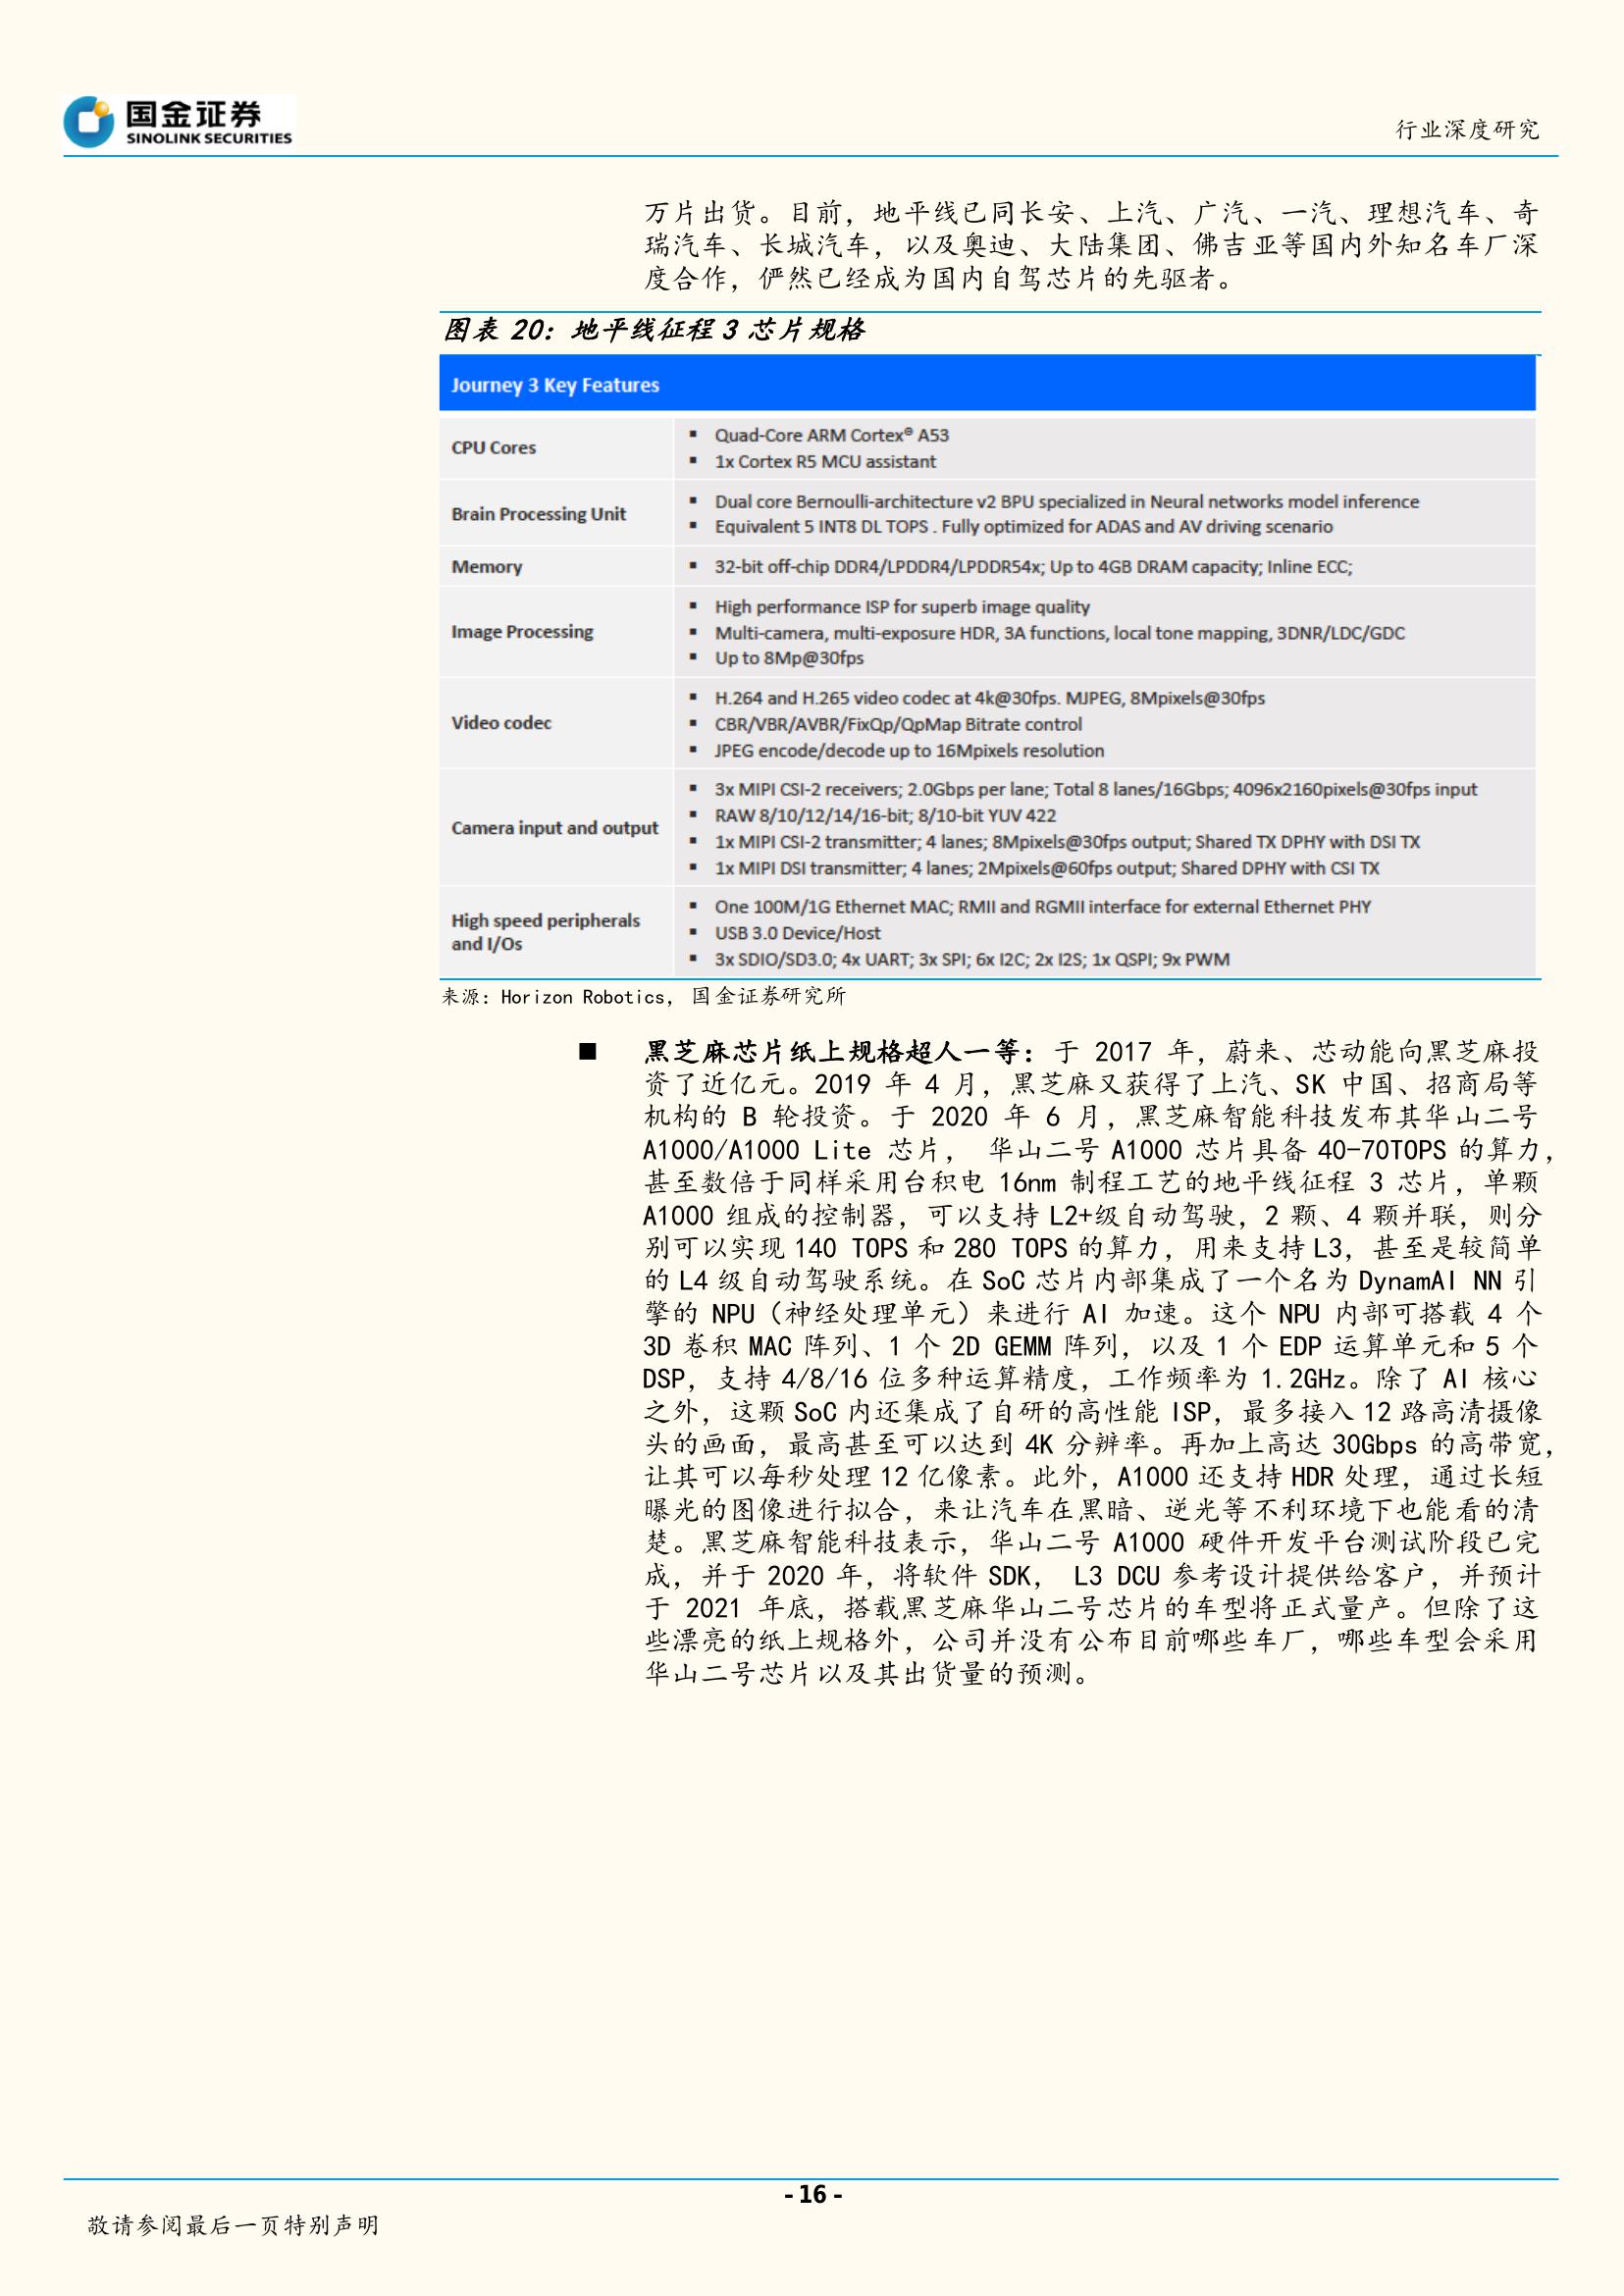 国金证券
SINOLINK SECURITIES
行业深度研究
万片出货。目前，地平线已同长安、上汽、广汽、一汽、理想汽车、奇
瑞汽车、长城汽车，以及奥迪、大陆集团、佛吉亚等国内外知名车厂深
度合作，俨然已经成为国内自驾芯片的先驱者。
图表 20：地平线征程 3 芯片规格
Journey 3 Key Features
CPU Cores
▪ Quad-Core ARM Cortex® A53
▪ 1x Cortex R5 MCU assistant
Brain Processing Unit
▪ Dual core Bernoulli-architecture v2 BPU specialized in Neural networks model inference
▪ Equivalent 5 INT8 DL TOPS . Fully optimized for ADAS and AV driving scenario
Memory
▪ 32-bit off-chip DDR4/LPDDR4/LPDDR54x; Up to 4GB DRAM capacity; Inline ECC;
Image Processing
▪ High performance ISP for superb image quality
▪ Multi-camera, multi-exposure HDR, 3A functions, local tone mapping, 3DNR/LDC/GDC
▪ Up to 8Mp@30fps
Video codec
▪ H.264 and H.265 video codec at 4k@30fps. MJPEG, 8Mpixels@30fps
▪ CBR/VBR/AVBR/FixQp/QpMap Bitrate control
▪ JPEG encode/decode up to 16Mpixels resolution
Camera input and output
▪ 3x MIPI CSI-2 receivers; 2.0Gbps per lane; Total 8 lanes/16Gbps; 4096x2160pixels@30fps input
▪ RAW 8/10/12/14/16-bit; 8/10-bit YUV 422
▪ 1x MIPI CSI-2 transmitter; 4 lanes; 8Mpixels@30fps output; Shared TX DPHY with DSI TX
▪ 1x MIPI DSI transmitter; 4 lanes; 2Mpixels@60fps output; Shared DPHY with CSI TX
High speed peripherals
and I/Os
▪ One 100M/1G Ethernet MAC; RMII and RGMII interface for external Ethernet PHY
▪ USB 3.0 Device/Host
▪ 3x SDIO/SD3.0; 4x UART; 3x SPI; 6x I2C; 2x I2S; 1x QSPI; 9x PWM
来源：Horizon Robotics， 国金证券研究所
■ 黑芝麻芯片纸上规格超人一等：于 2017 年，蔚来、芯动能向黑芝麻投
资了近亿元。2019 年 4 月，黑芝麻又获得了上汽、SK 中国、招商局等
机构的 B 轮投资。于 2020 年 6 月，黑芝麻智能科技发布其华山二号
A1000/A1000 Lite 芯片， 华山二号 A1000 芯片具备 40-70TOPS 的算力，
甚至数倍于同样采用台积电 16nm 制程工艺的地平线征程 3 芯片，单颗
A1000 组成的控制器，可以支持 L2+级自动驾驶，2 颗、4 颗并联，则分
别可以实现 140 TOPS 和 280 TOPS 的算力，用来支持 L3，甚至是较简单
的 L4 级自动驾驶系统。在 SoC 芯片内部集成了一个名为 DynamAI NN 引
擎的 NPU（神经处理单元）来进行 AI 加速。这个 NPU 内部可搭载 4 个
3D 卷积 MAC 阵列、1 个 2D GEMM 阵列，以及 1 个 EDP 运算单元和 5 个
DSP，支持 4/8/16 位多种运算精度，工作频率为 1.2GHz。除了 AI 核心
之外，这颗 SoC 内还集成了自研的高性能 ISP，最多接入 12 路高清摄像
头的画面，最高甚至可以达到 4K 分辨率。再加上高达 30Gbps 的高带宽，
让其可以每秒处理 12 亿像素。此外，A1000 还支持 HDR 处理，通过长短
曝光的图像进行拟合，来让汽车在黑暗、逆光等不利环境下也能看的清
楚。黑芝麻智能科技表示，华山二号 A1000 硬件开发平台测试阶段已完
成，并于 2020 年，将软件 SDK， L3 DCU 参考设计提供给客户，并预计
于 2021 年底，搭载黑芝麻华山二号芯片的车型将正式量产。但除了这
些漂亮的纸上规格外，公司并没有公布目前哪些车厂，哪些车型会采用
华山二号芯片以及其出货量的预测。
- 16 -
敬请参阅最后一页特别声明